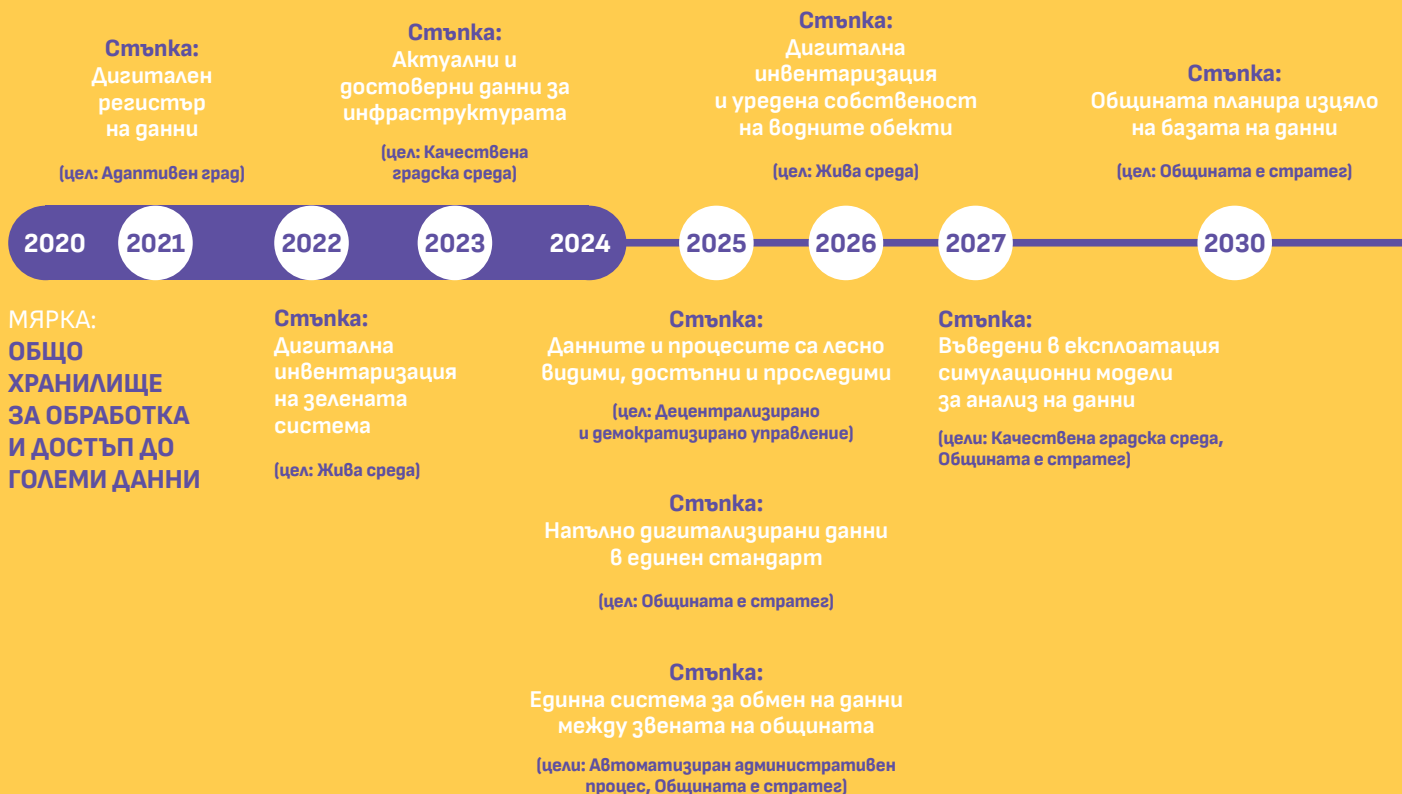 Стъпка:
Дигитален
регистър
на данни
(цел: Адаптивен град)
Стъпка:
Актуални и
достоверни данни за
инфраструктурата
(цел: Качествена
градска среда)
Стъпка:
Дигитална
инвентаризация
и уредена собственост
на водните обекти
(цел: Жива среда)
Стъпка:
Общината планира изцяло
на базата на данни
(цел: Общината е стратег)
2020 2021 2022 2023 2024 2025 2026 2027 2030
МЯРКА:
ОБЩО
ХРАНИЛИЩЕ
ЗА ОБРАБОТКА
И ДОСТЪП ДО
ГОЛЕМИ ДАННИ
Стъпка:
Дигитална
инвентаризация
на зелената
система
(цел: Жива среда)
Стъпка:
Данните и процесите са лесно
видими, достъпни и проследими
(цел: Децентрализирано
и демократизирано управление)
Стъпка:
Напълно дигитализирани данни
в единен стандарт
(цел: Общината е стратег)
Стъпка:
Единна система за обмен на данни
между звената на общината
(цели: Автоматизиран административен
процес, Общината е стратег)
Стъпка:
Въведени в експлоатация
симулационни модели
за анализ на данни
(цели: Качествена градска среда,
Общината е стратег)